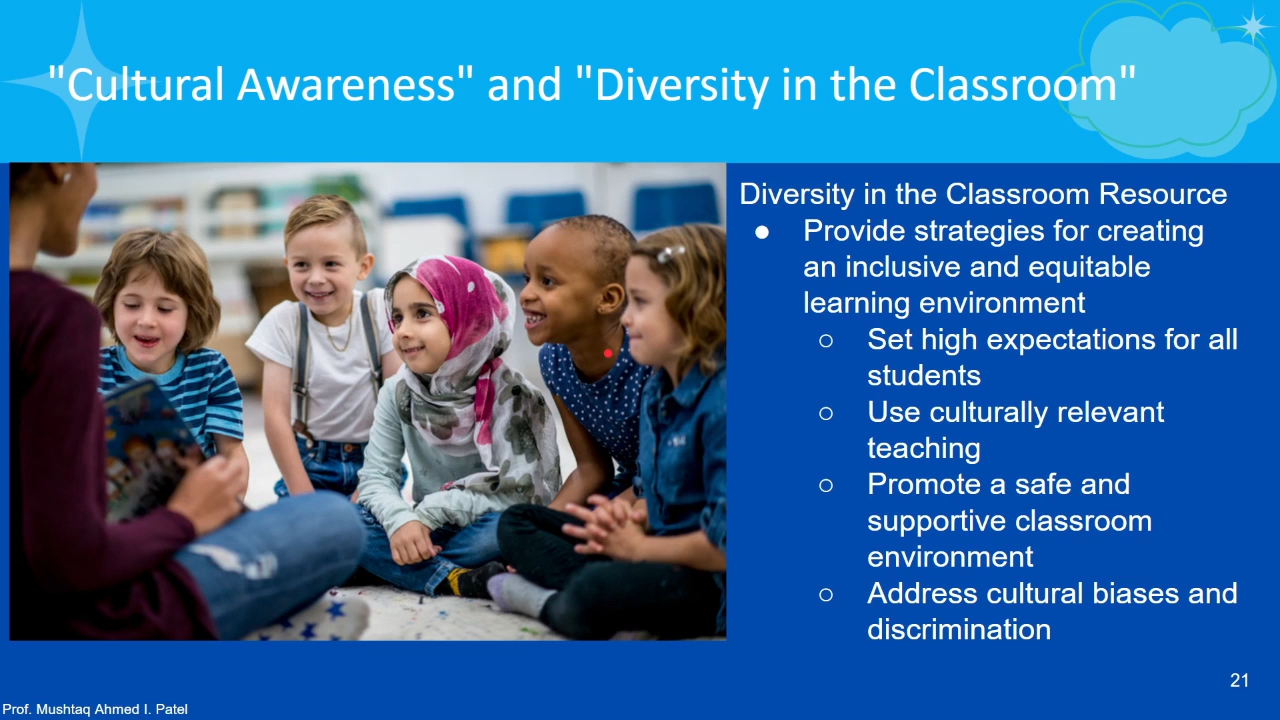 "Cultural Awareness" and "Diversity in the Classroom"
Diversity in the Classroom Resource
● Provide strategies for creating
an inclusive and equitable
learning environment
○ Set high expectations for all
students
○ Use culturally relevant
teaching
○ Promote a safe and
supportive classroom
environment
○ Address cultural biases and
discrimination
21
Prof. Mushtaq Ahmed I. Patel